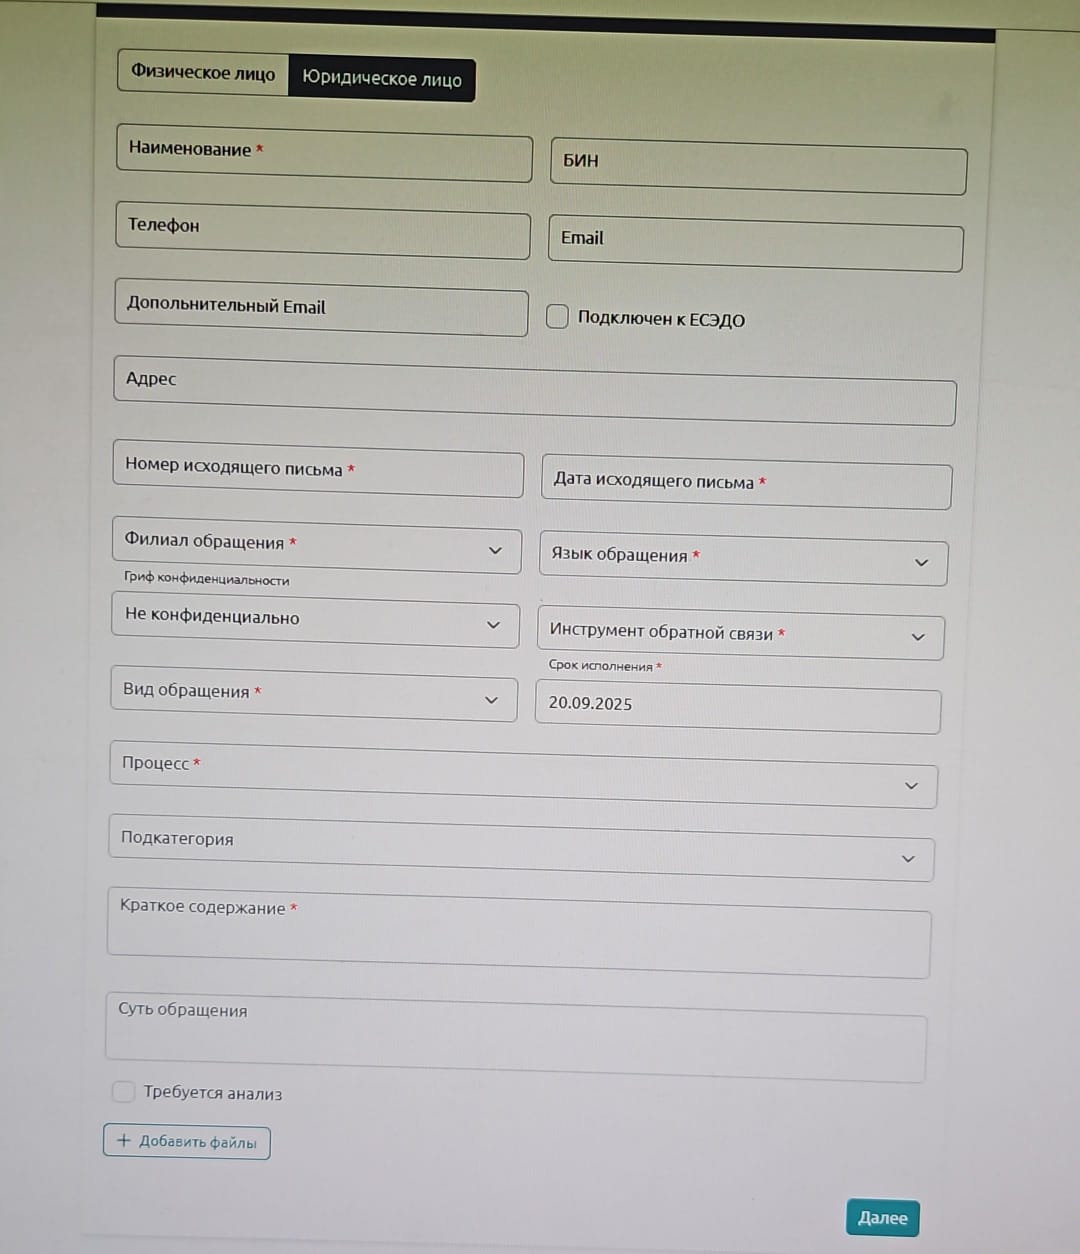 Физическое лицо Юридическое лицо
Наименование * БИН
Телефон Email
Допольнительный Email Подключен к ЕСЭДО
Адрес
Номер исходящего письма * Дата исходящего письма *
Филиал обращения * Язык обращения *
Гриф конфиденциальности
Не конфиденциально Инструмент обратной связи *
Срок исполнения *
Вид обращения * 20.09.2025
Процесс *
Подкатегория
Краткое содержание *
Суть обращения
Требуется анализ
+ Добавить файлы
Далее